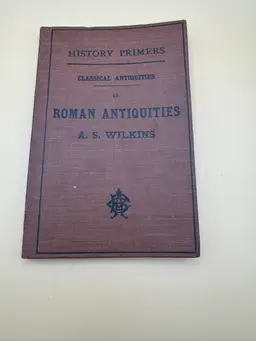 HISTORY PRIMERS
CLASSICAL ANTIQUITIES
II.
ROMAN ANTIQUITIES
A. S. WILKINS